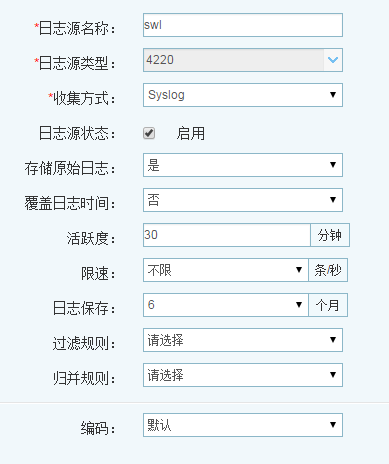 *日志源名称： swl
*日志源类型： 4220
*收集方式： Syslog
日志源状态： 启用
存储原始日志： 是
覆盖日志时间： 否
活跃度： 30 分钟
限速： 不限 条/秒
日志保存： 6 个月
过滤规则： 请选择
归并规则： 请选择
编码： 默认